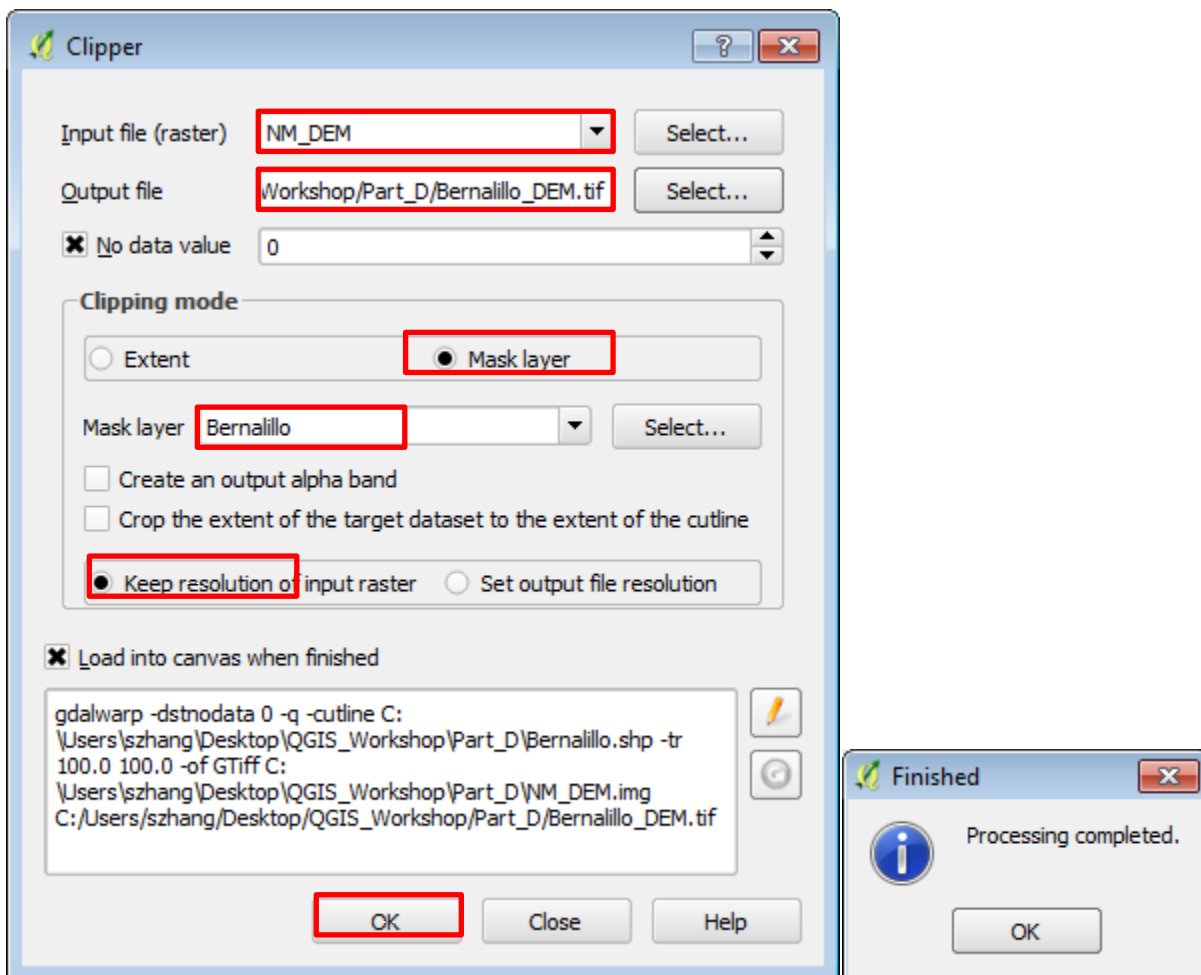 Clipper
Input file (raster) NM_DEM Select...
Output file Workshop/Part_D/Bernalillo_DEM.tif Select...
No data value 0
Clipping mode
Extent Mask layer
Mask layer Bernalillo Select...
Create an output alpha band
Crop the extent of the target dataset to the extent of the cutline
Keep resolution of input raster Set output file resolution
Load into canvas when finished
gdalwarp -dstnodata 0 -q -cutline C:
\Users\szhang\Desktop\QGIS_Workshop\Part_D\Bernalillo.shp -tr
100.0 100.0 -of GTiff C:
\Users\szhang\Desktop\QGIS_Workshop\Part_D\NM_DEM.img
C:/Users/szhang/Desktop/QGIS_Workshop/Part_D/Bernalillo_DEM.tif
OK Close Help
Finished
Processing completed.
OK